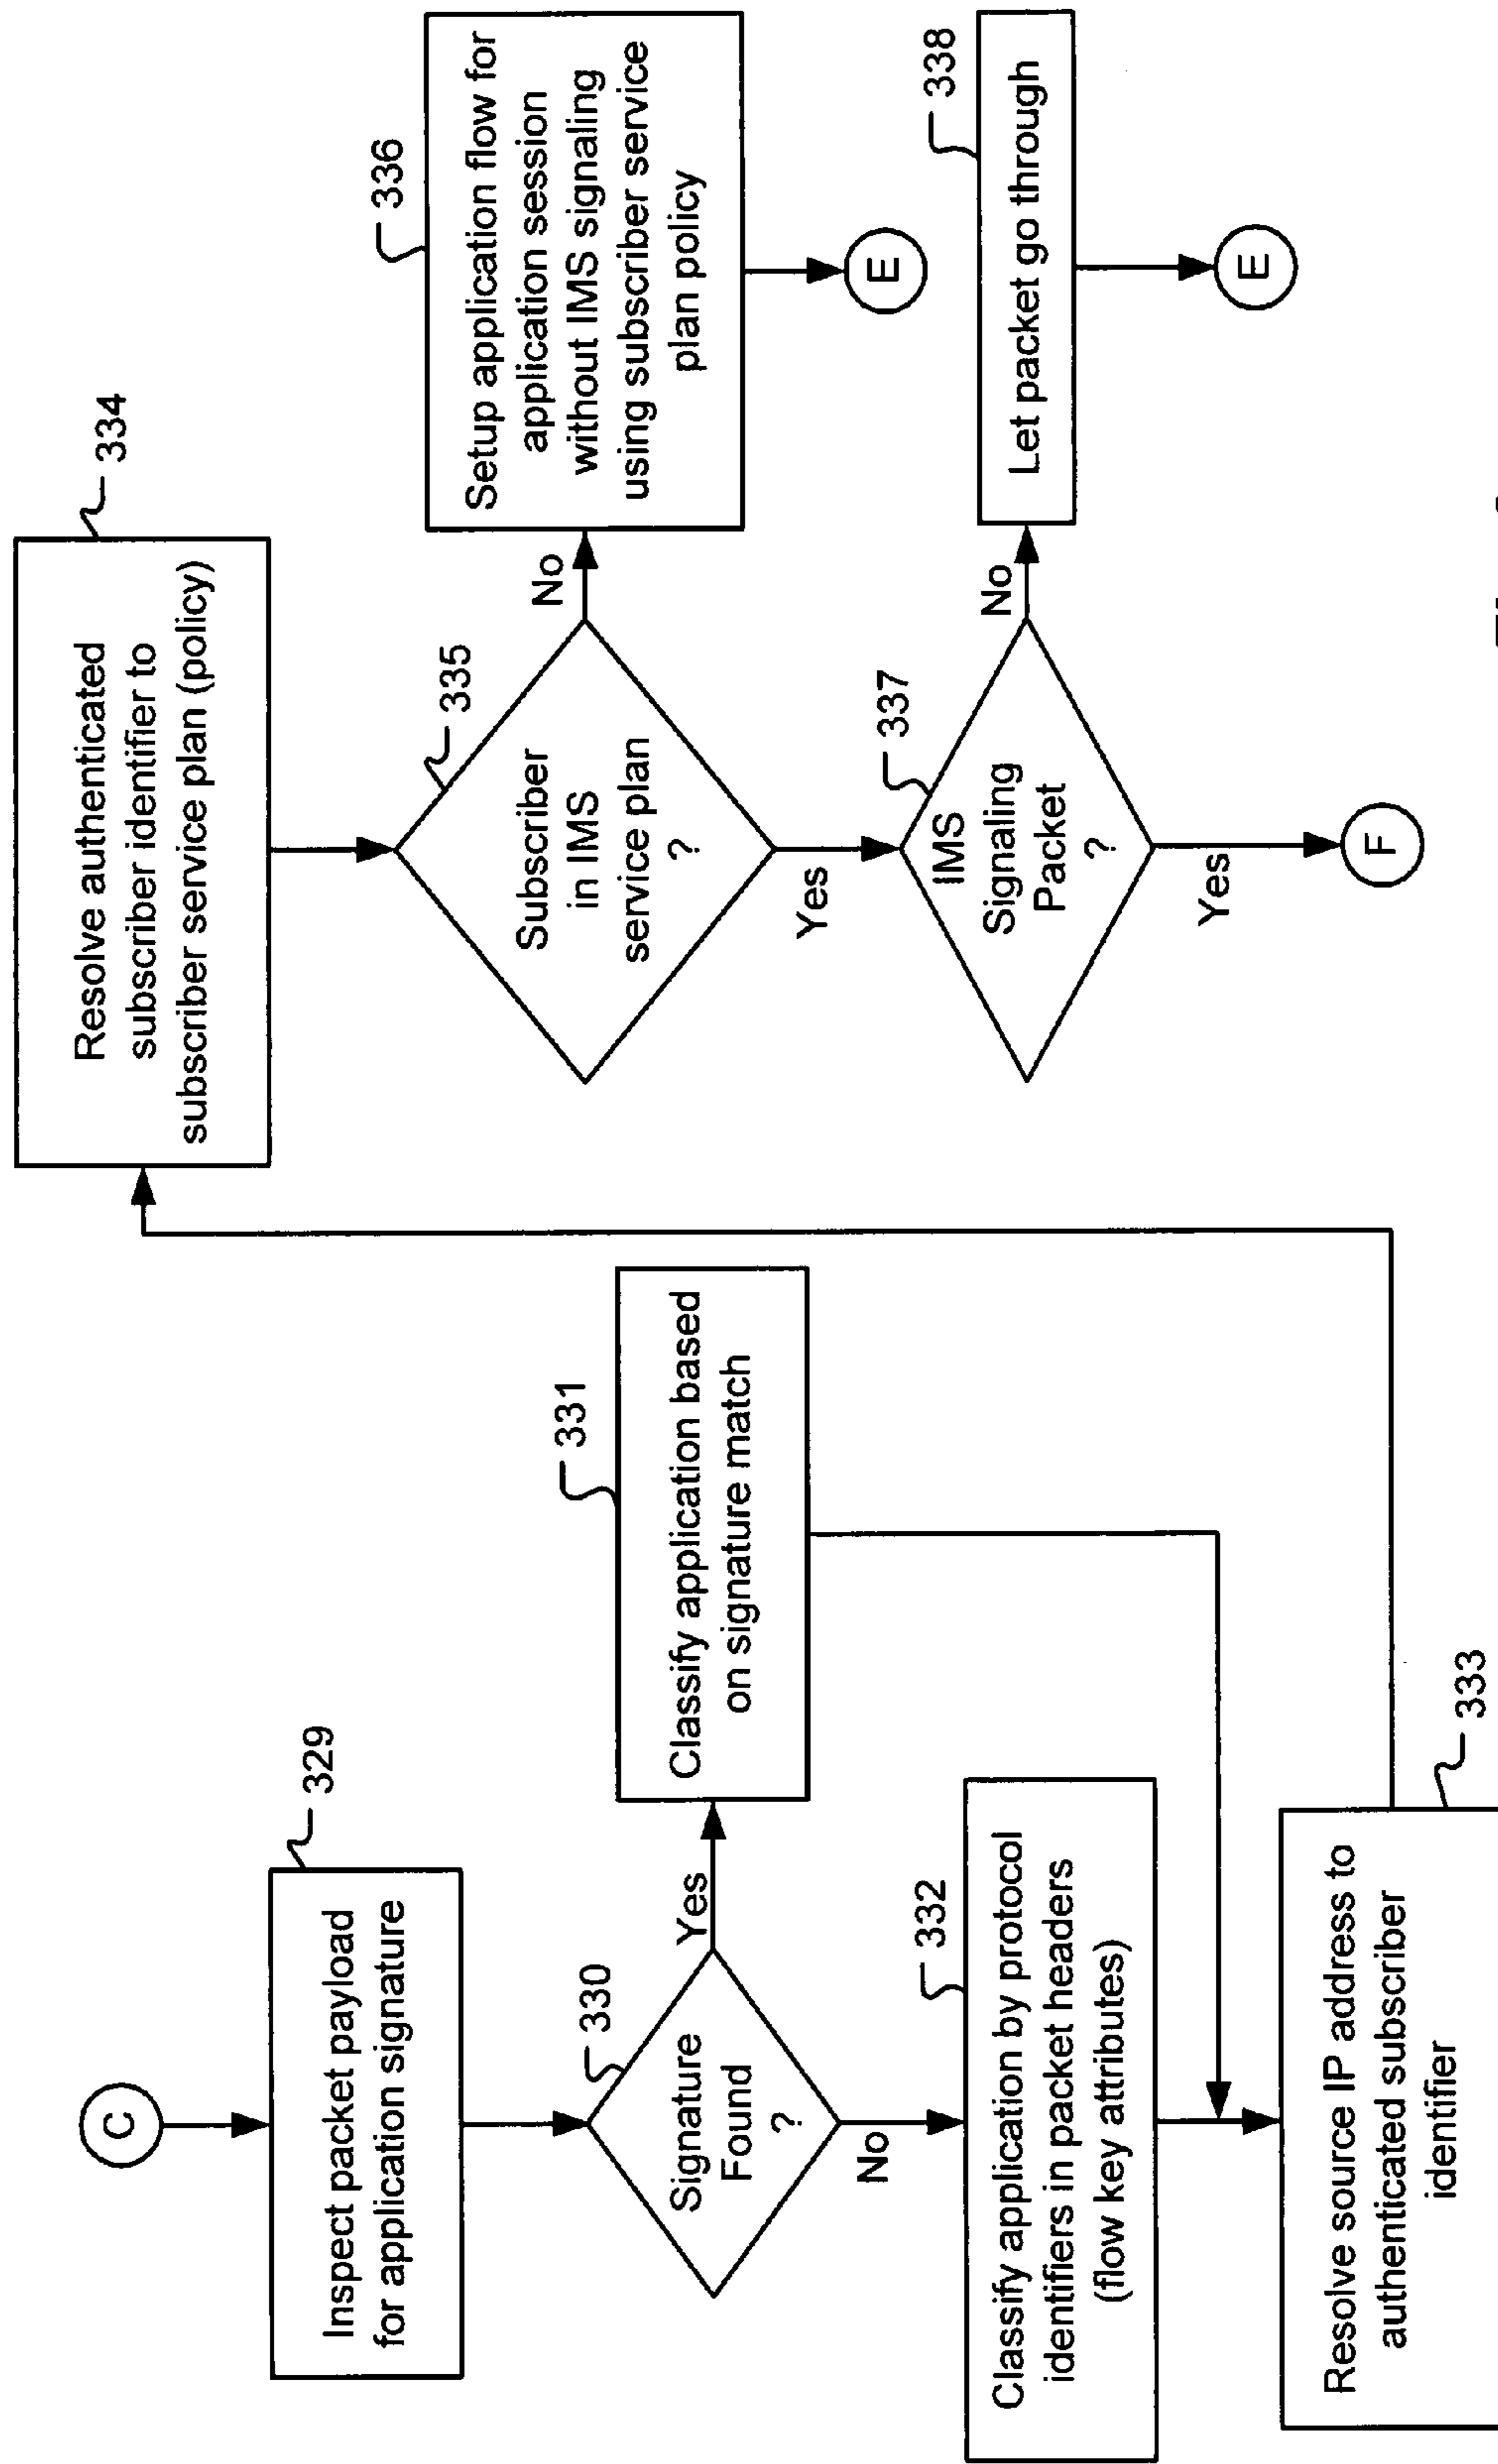 C
329
Inspect packet payload
for application signature
330
Signature
Found
?
Yes
No
331
Classify application based
on signature match
332
Classify application by protocol
identifiers in packet headers
(flow key attributes)
333
Resolve source IP address to
authenticated subscriber
identifier
334
Resolve authenticated
subscriber identifier to
subscriber service plan (policy)
335
Subscriber
in IMS
service plan
?
No
Yes
336
Setup application flow for
application session
without IMS signaling
using subscriber service
plan policy
E
337
IMS
Signaling
Packet
?
No
Yes
338
Let packet go through
E
F